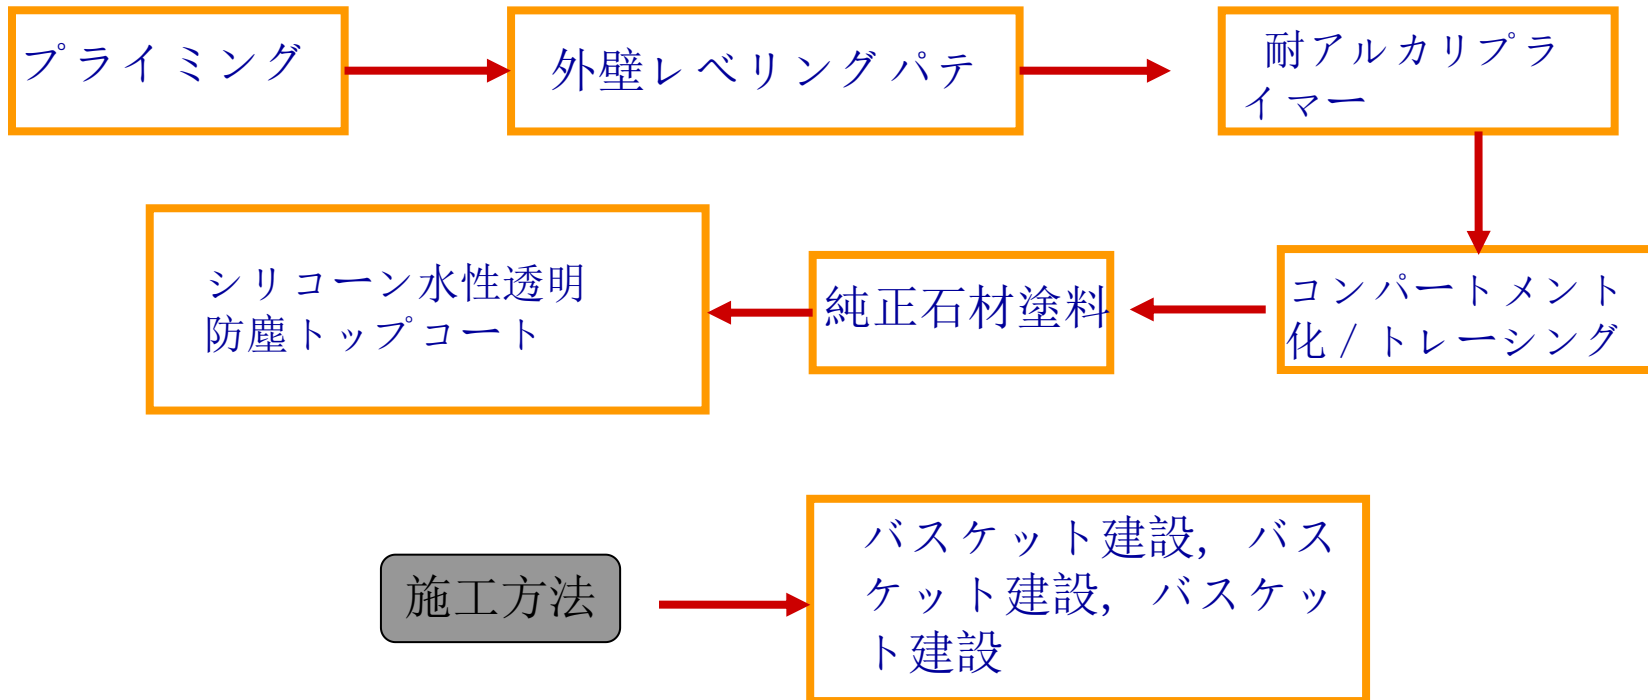 プライミング
外壁レベリングパテ
耐アルカリプラ
イマー
コンパートメント
化 / トレーシング
純正石材塗料
シリコーン水性透明
防塵トップコート
施工方法
バスケット建設, バス
ケット建設, バスケッ
ト建設